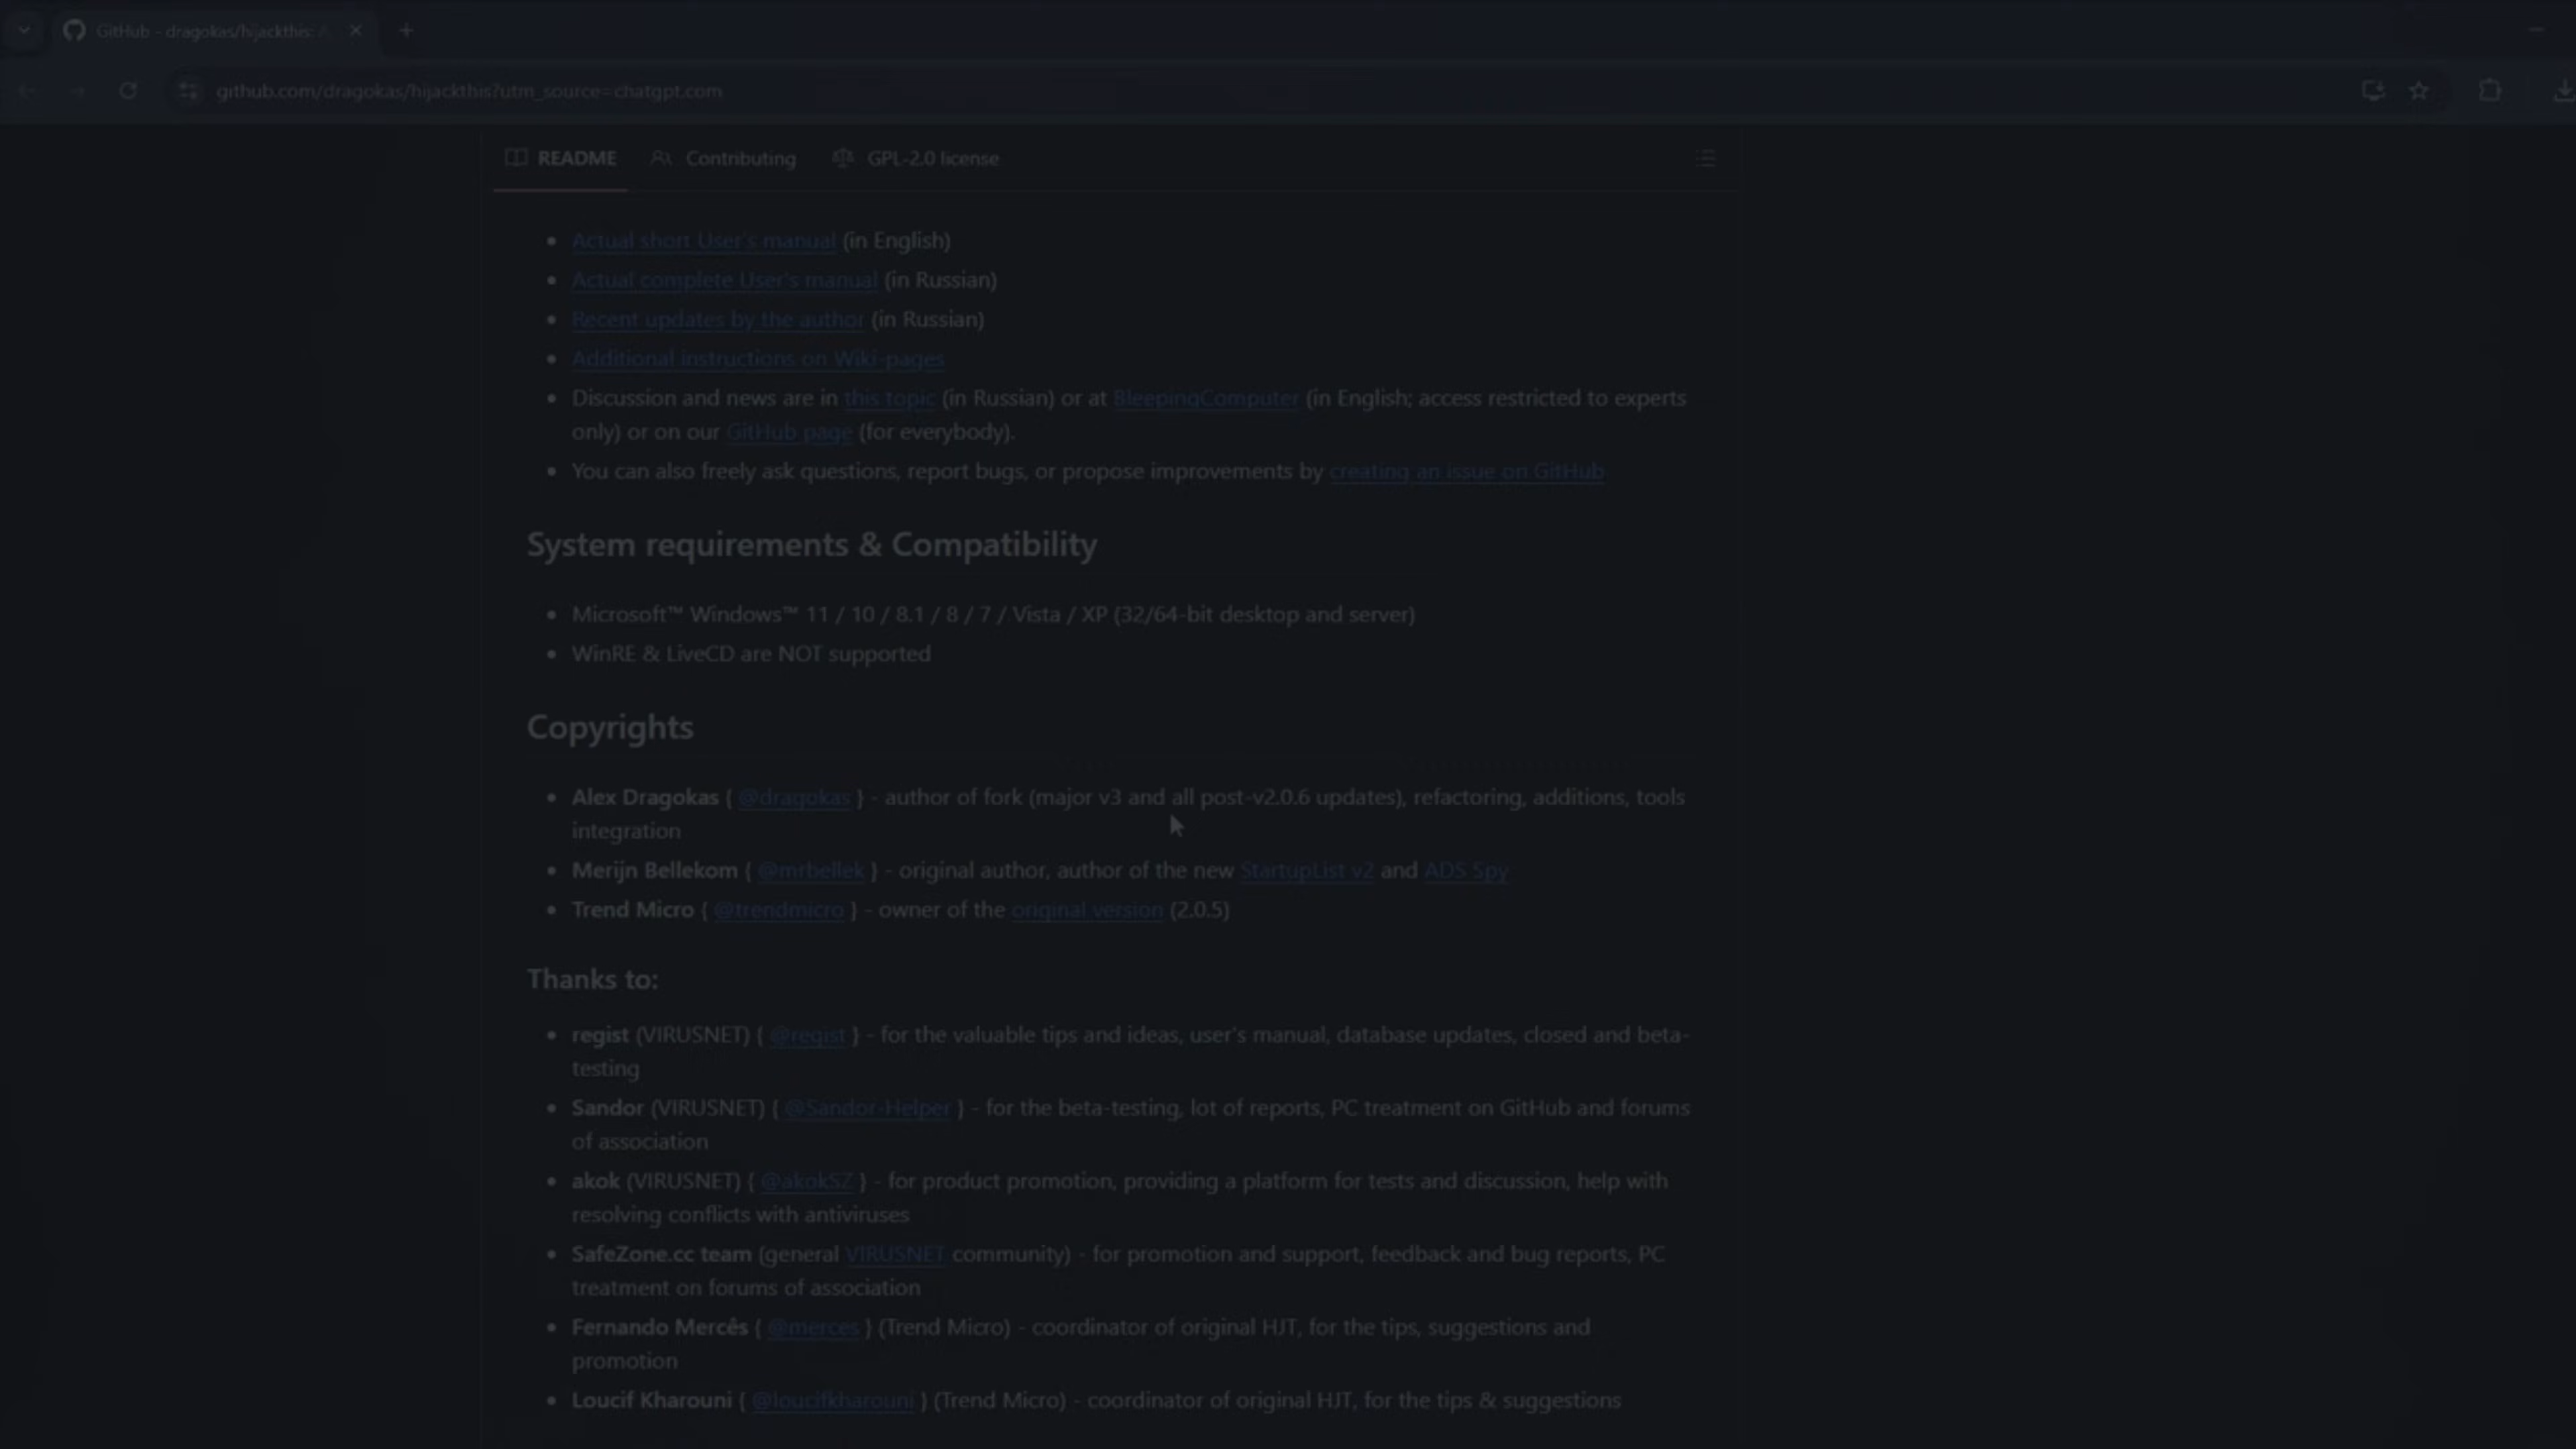 GitHub - dragokas/hijackthis: A
github.com/dragokas/hijackthis?utm_source=chatgpt.com
README Contributing GPL-2.0 license
Actual short User's manual (in English)
Actual complete User's manual (in Russian)
Recent updates by the author (in Russian)
Additional instructions on Wiki-pages
Discussion and news are in this topic (in Russian) or at BleepingComputer (in English; access restricted to experts
only) or on our GitHub page (for everybody).
You can also freely ask questions, report bugs, or propose improvements by creating an issue on GitHub
System requirements & Compatibility
Microsoft™ Windows™ 11 / 10 / 8.1 / 8 / 7 / Vista / XP (32/64-bit desktop and server)
WinRE & LiveCD are NOT supported
Copyrights
Alex Dragokas { @dragokas } - author of fork (major v3 and all post-v2.0.6 updates), refactoring, additions, tools
integration
Merijn Bellekom { @mrbellek } - original author, author of the new StartupList v2 and ADS Spy
Trend Micro { @trendmicro } - owner of the original version (2.0.5)
Thanks to:
regist (VIRUSNET) { @regist } - for the valuable tips and ideas, user's manual, database updates, closed and beta-
testing
Sandor (VIRUSNET) { @Sandor-Helper } - for the beta-testing, lot of reports, PC treatment on GitHub and forums
of association
akok (VIRUSNET) { @akokSZ } - for product promotion, providing a platform for tests and discussion, help with
resolving conflicts with antiviruses
SafeZone.cc team (general VIRUSNET community) - for promotion and support, feedback and bug reports, PC
treatment on forums of association
Fernando Mercês { @merces } (Trend Micro) - coordinator of original HJT, for the tips, suggestions and
promotion
Loucif Kharouni { @loucifkharouni } (Trend Micro) - coordinator of original HJT, for the tips & suggestions